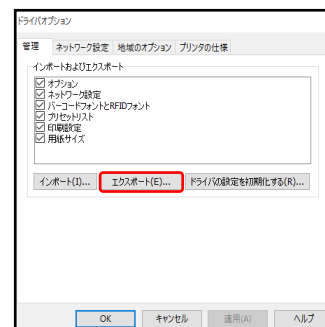 ドライバオプション
管理 ネットワーク設定 地域のオプション プリンタの仕様
インポートおよびエクスポート
オプション
ネットワーク設定
バーコードフォントとRFIDフォント
プリセットリスト
印刷設定
用紙サイズ
インポート(I)... エクスポート(E)... ドライバの設定を初期化する(R)...
OK キャンセル 適用(A) ヘルプ